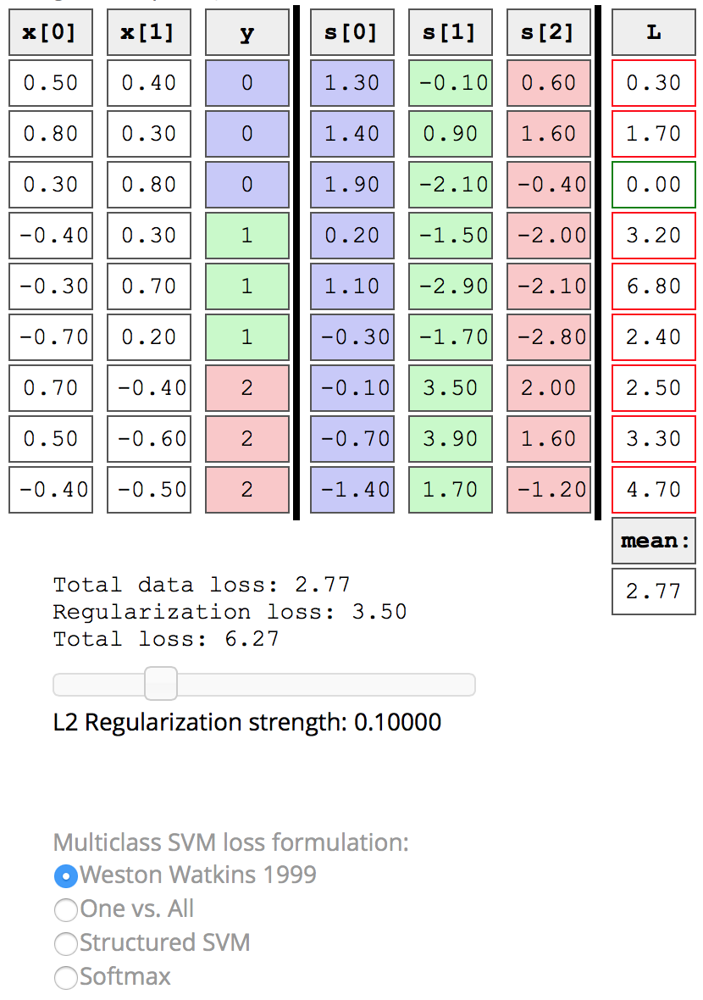 x[0] x[1] y s[0] s[1] s[2] L
0.50 0.40 0 1.30 -0.10 0.60 0.30
0.80 0.30 0 1.40 0.90 1.60 1.70
0.30 0.80 0 1.90 -2.10 -0.40 0.00
-0.40 0.30 1 0.20 -1.50 -2.00 3.20
-0.30 0.70 1 1.10 -2.90 -2.10 6.80
-0.70 0.20 1 -0.30 -1.70 -2.80 2.40
0.70 -0.40 2 -0.10 3.50 2.00 2.50
0.50 -0.60 2 -0.70 3.90 1.60 3.30
-0.40 -0.50 2 -1.40 1.70 -1.20 4.70
mean:
2.77
Total data loss: 2.77
Regularization loss: 3.50
Total loss: 6.27
L2 Regularization strength: 0.10000
Multiclass SVM loss formulation:
Weston Watkins 1999
One vs. All
Structured SVM
Softmax